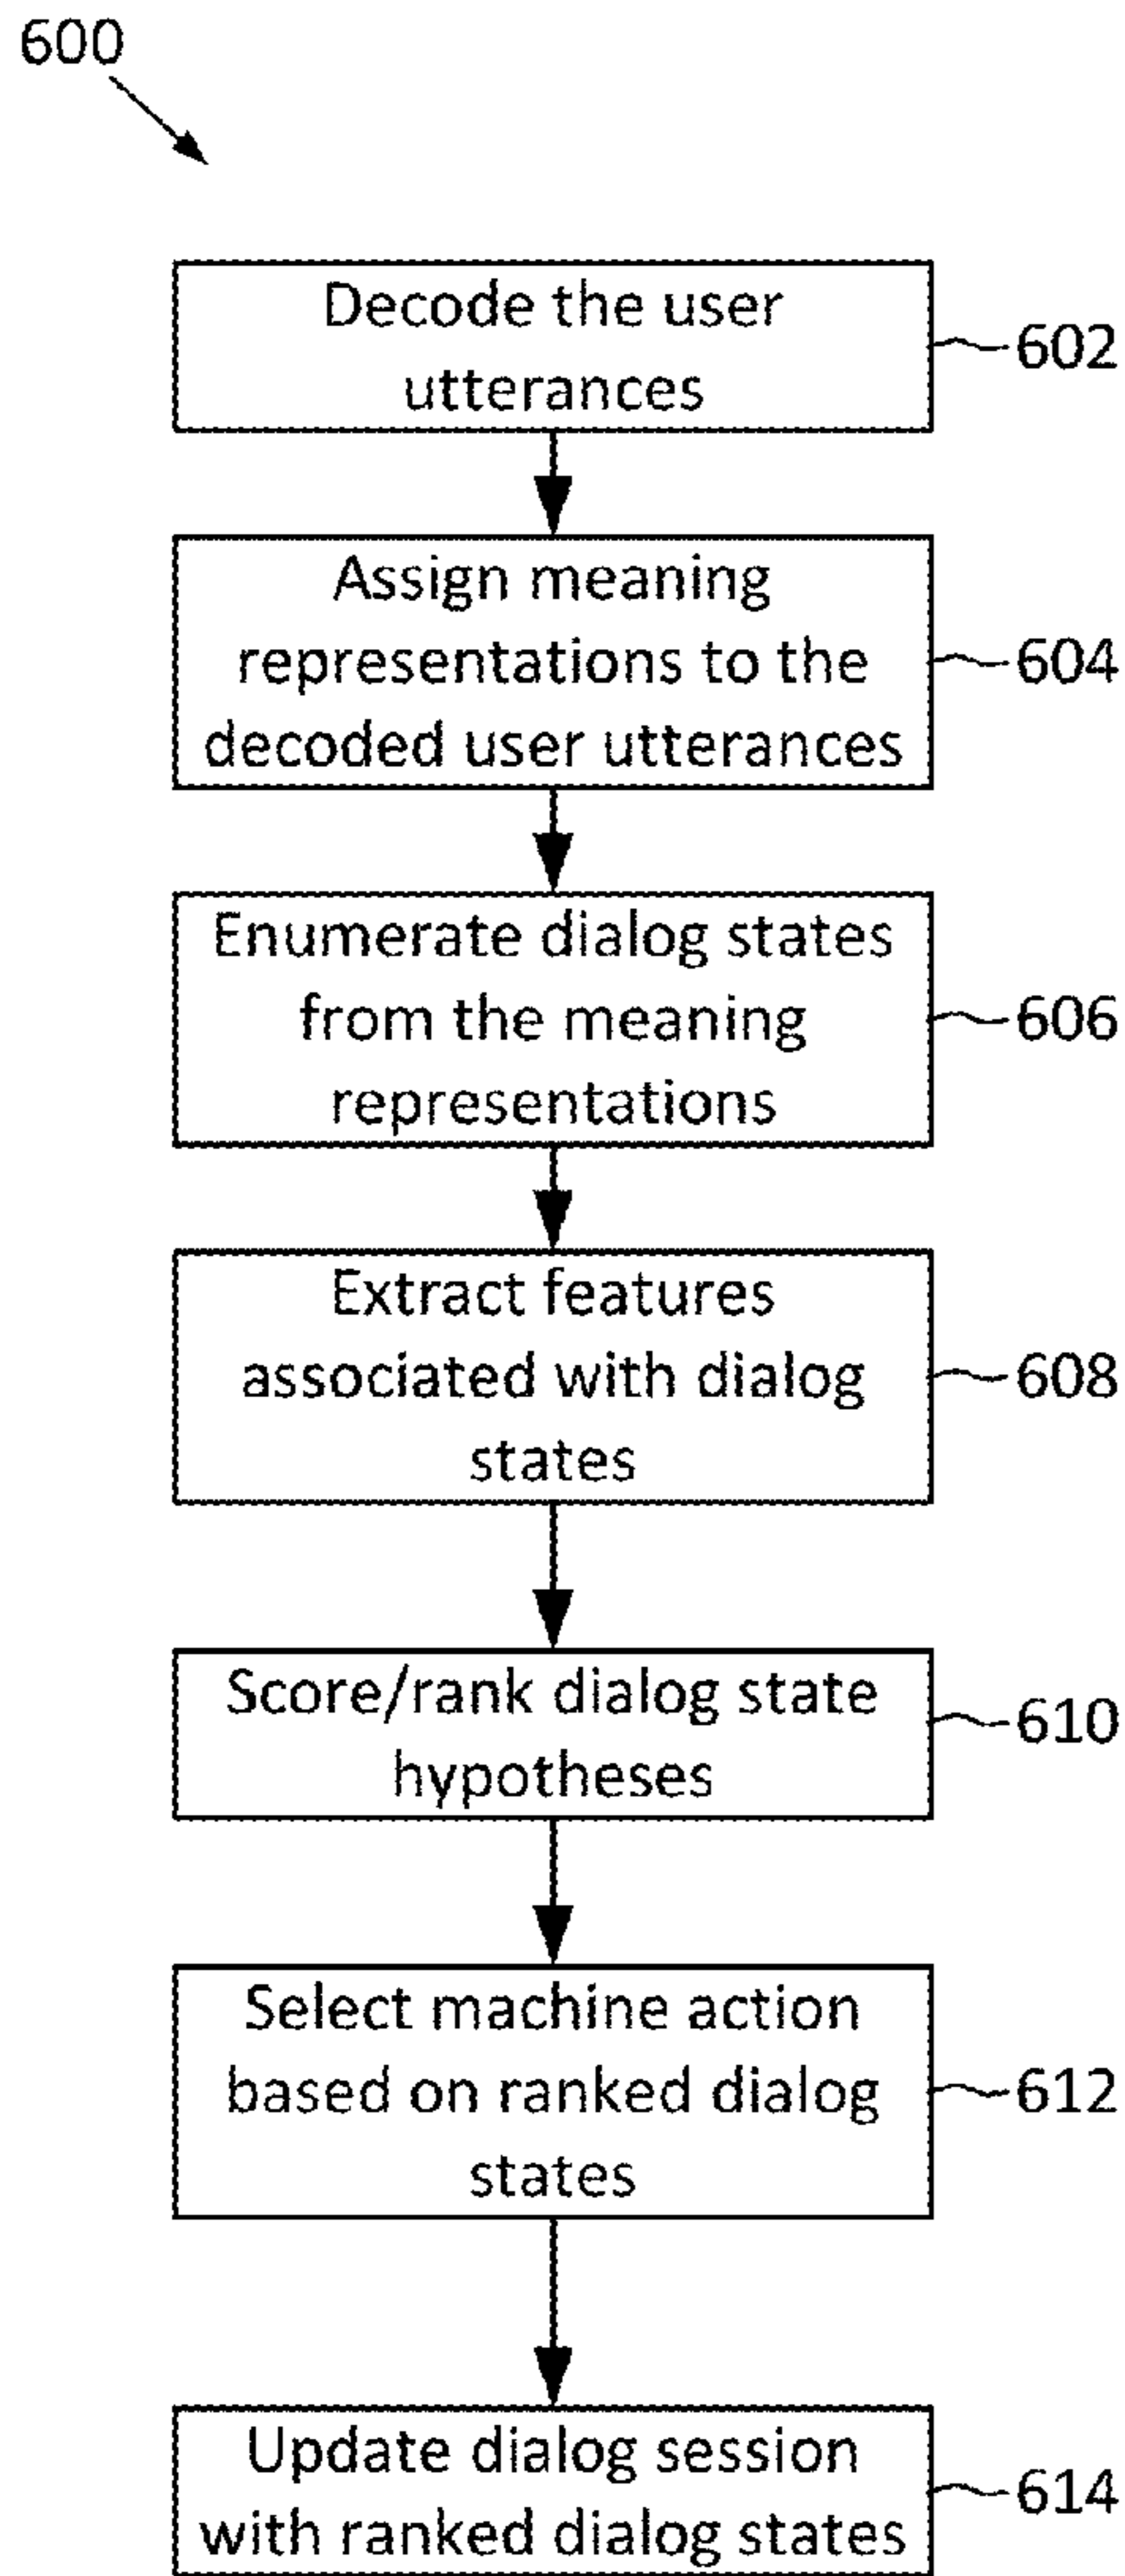 600
Decode the user
utterances
602
Assign meaning
representations to the
decoded user utterances
604
Enumerate dialog states
from the meaning
representations
606
Extract features
associated with dialog
states
608
Score/rank dialog state
hypotheses
610
Select machine action
based on ranked dialog
states
612
Update dialog session
with ranked dialog states
614